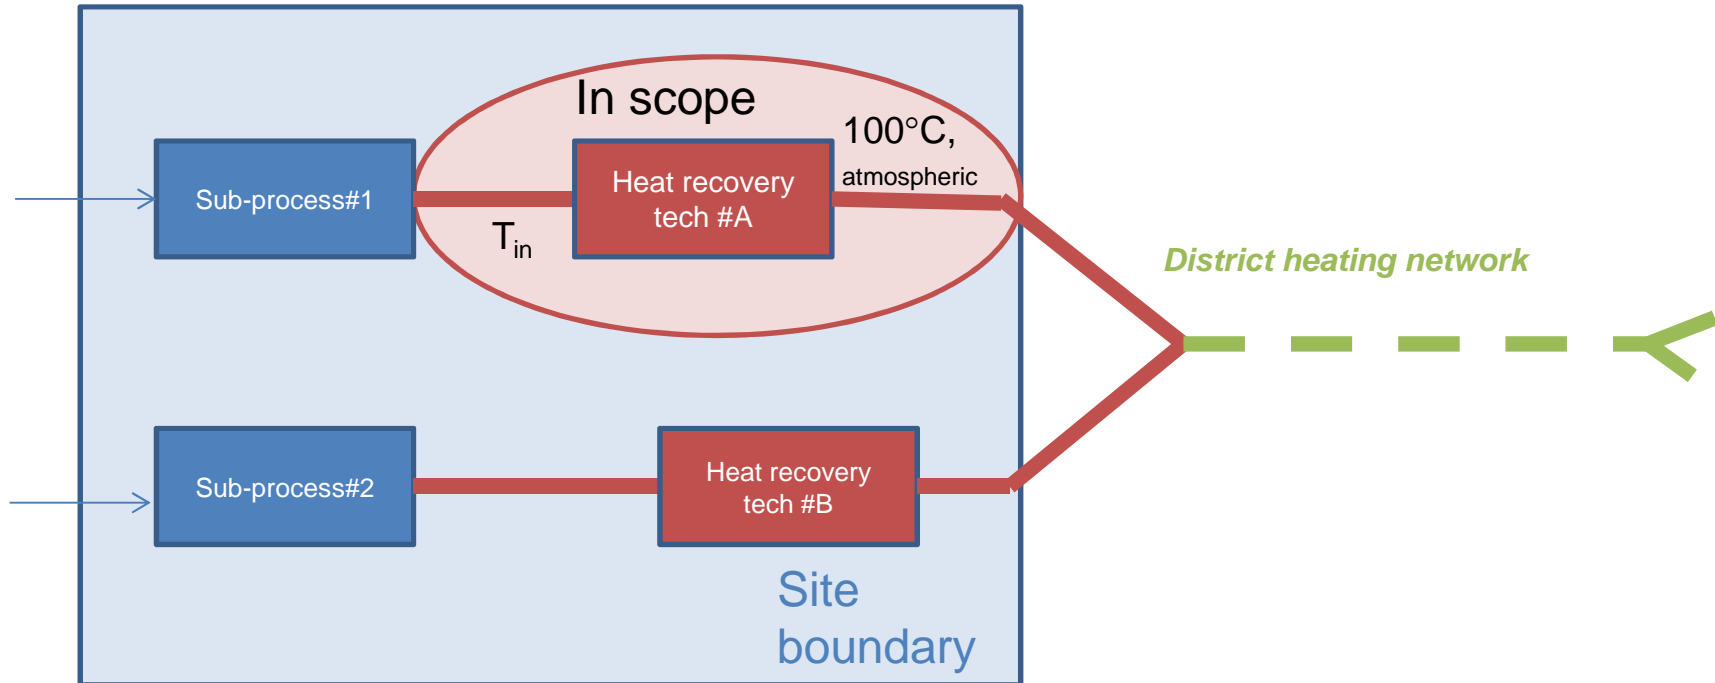 In scope
100°C,
atmospheric
Sub-process#1
Heat recovery
tech #A
T_in
District heating network
Sub-process#2
Heat recovery
tech #B
Site
boundary